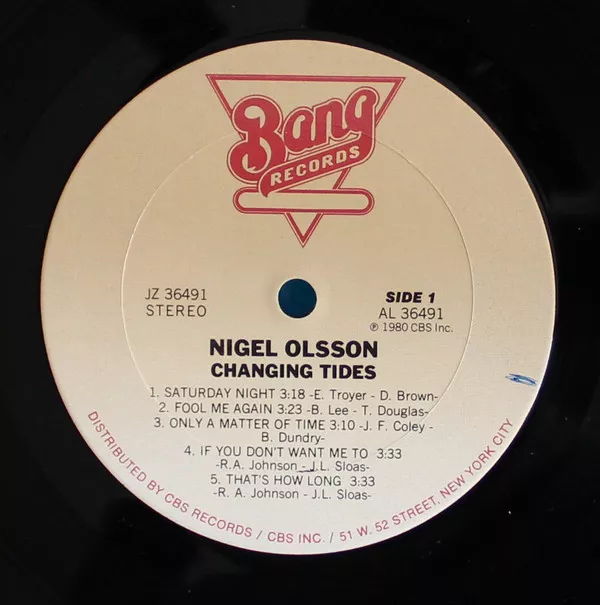 Bang
RECORDS
JZ 36491
STEREO
SIDE 1
AL 36491
℗ 1980 CBS Inc.
NIGEL OLSSON
CHANGING TIDES
1. SATURDAY NIGHT 3:18 -E. Troyer - D. Brown-
2. FOOL ME AGAIN 3:23 -B. Lee - T. Douglas-
3. ONLY A MATTER OF TIME 3:10 -J. F. Coley -
B. Dundry-
4. IF YOU DON'T WANT ME TO 3:33
-R.A. Johnson - J.L. Sloas-
5. THAT'S HOW LONG 3:33
-R. A. Johnson - J.L. Sloas-
DISTRIBUTED BY CBS RECORDS / CBS INC. / 51 W. 52 STREET, NEW YORK CITY